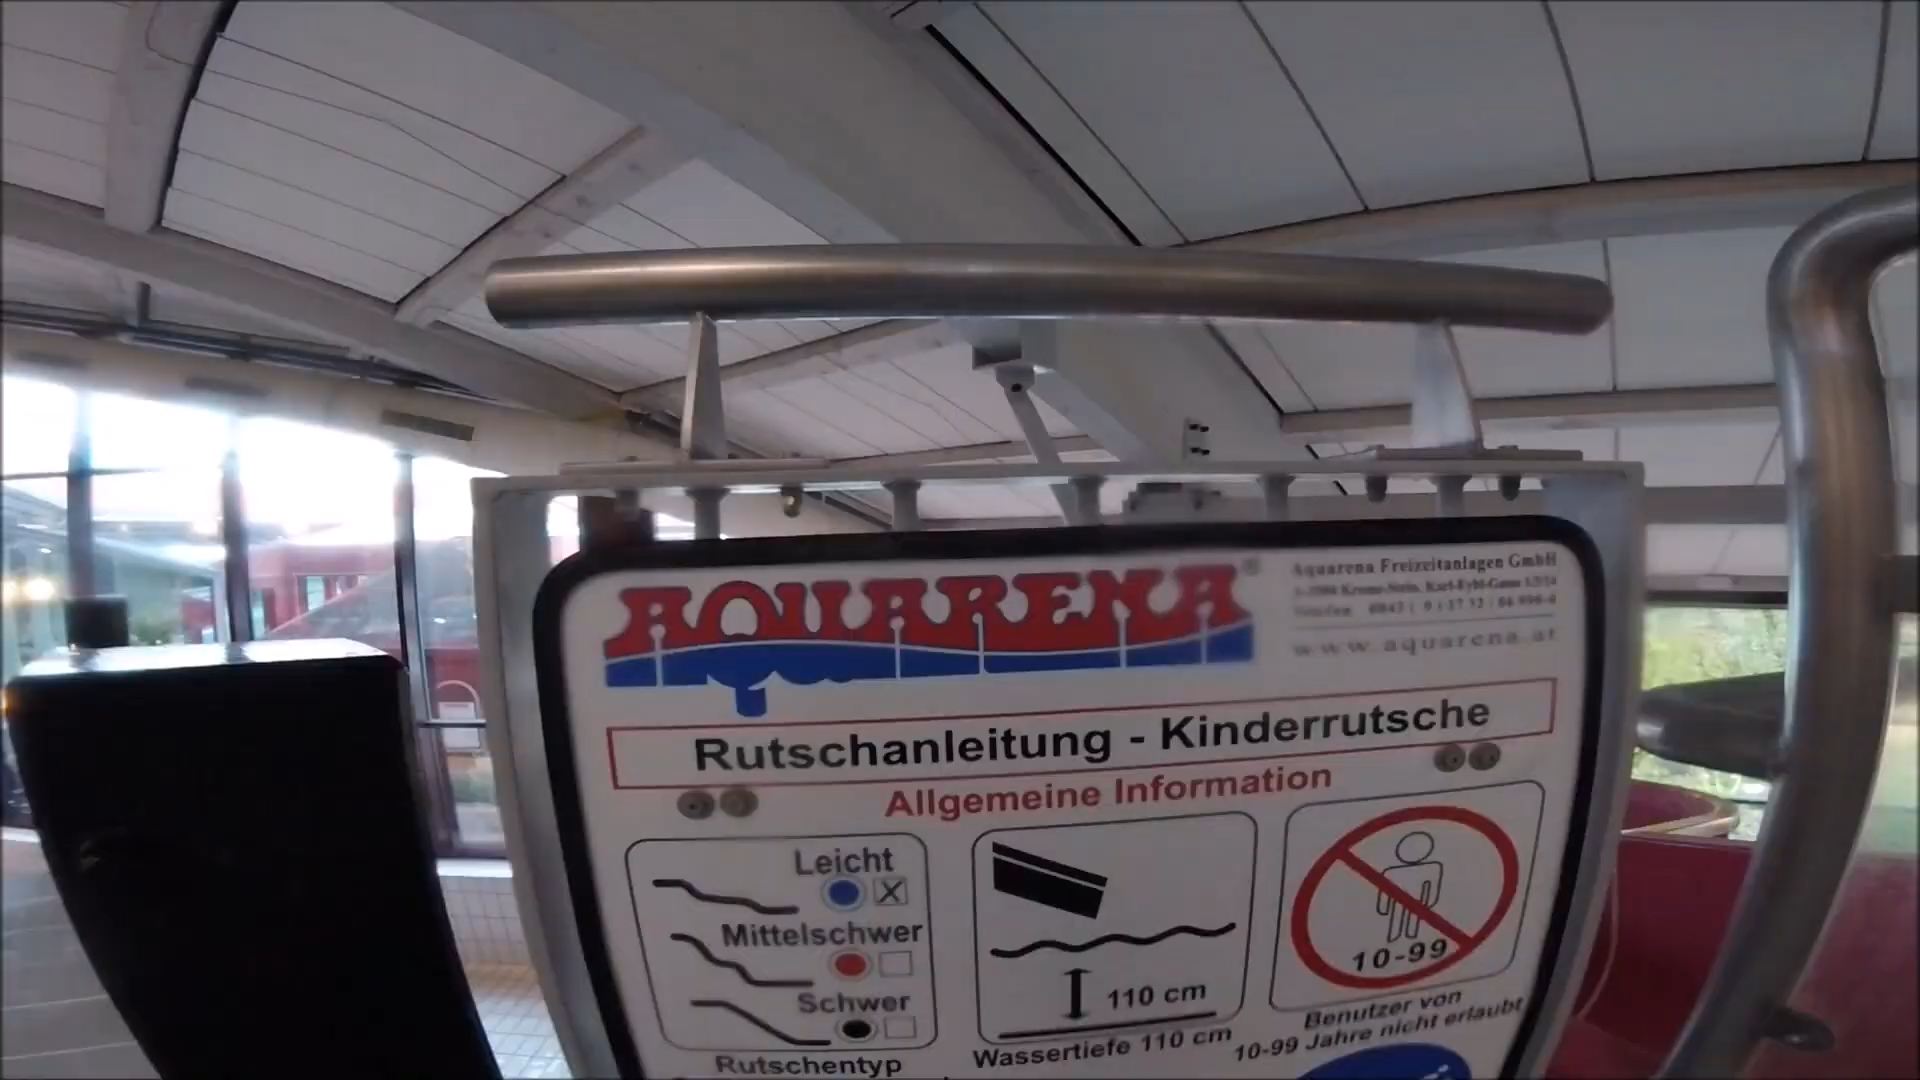 AQUARENA®
Aquarena Freizeitanlagen GmbH
www.aquarena.at
Rutschanleitung - Kinderrutsche
Allgemeine Information
Leicht
X
Mittelschwer
Schwer
Rutschentyp
110 cm
Wassertiefe 110 cm
10-99
Benutzer von
10-99 Jahre nicht erlaubt